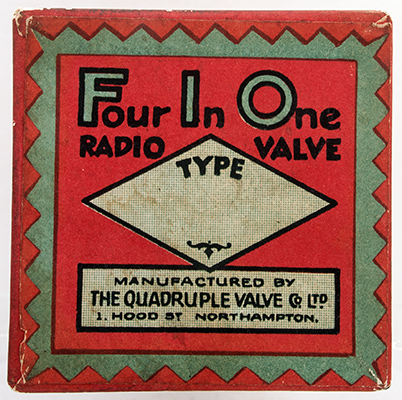 Four In One
RADIO VALVE
TYPE
MANUFACTURED BY
THE QUADRUPLE VALVE Co LTD
1. HOOD ST NORTHAMPTON.